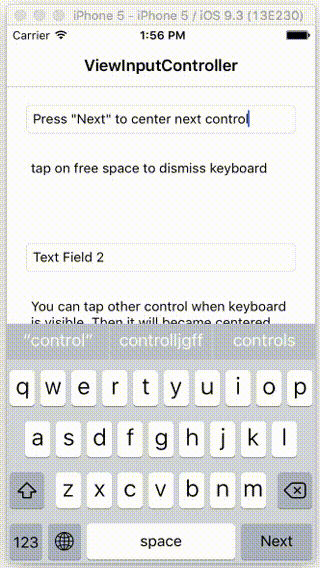 iPhone 5 - iPhone 5 / iOS 9.3 (13E230)
Carrier 1:56 PM
ViewInputController
Press "Next" to center next control
tap on free space to dismiss keyboard
Text Field 2
You can tap other control when keyboard
is visible. Then it will became centered
“control” controlljgff controls
q w e r t y u i o p
a s d f g h j k l
z x c v b n m
123 space Next